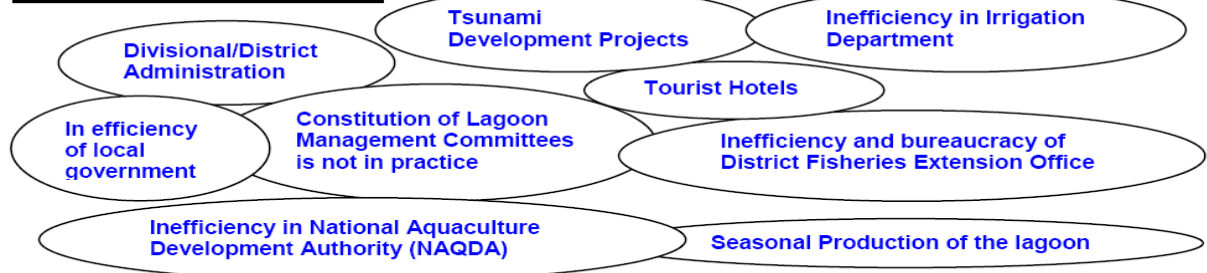 Tsunami
Development Projects
Inefficiency in Irrigation
Department
Divisional/District
Administration
Tourist Hotels
In efficiency
of local
government
Constitution of Lagoon
Management Committees
is not in practice
Inefficiency and bureaucracy of
District Fisheries Extension Office
Inefficiency in National Aquaculture
Development Authority (NAQDA)
Seasonal Production of the lagoon